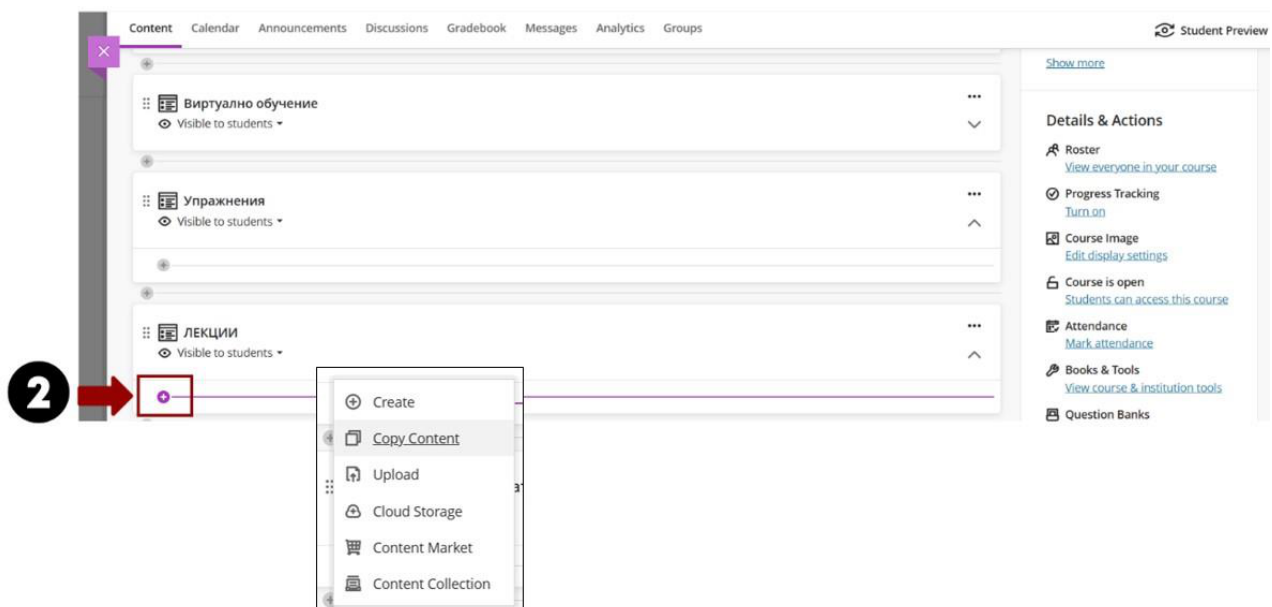 Content Calendar Announcements Discussions Gradebook Messages Analytics Groups
Student Preview
Show more
Виртуално обучение
Visible to students
Упражнения
Visible to students
ЛЕКЦИИ
Visible to students
Details & Actions
Roster
View everyone in your course
Progress Tracking
Turn on
Course Image
Edit display settings
Course is open
Students can access this course
Attendance
Mark attendance
Books & Tools
View course & institution tools
Question Banks
2
Create
Copy Content
Upload
Cloud Storage
Content Market
Content Collection